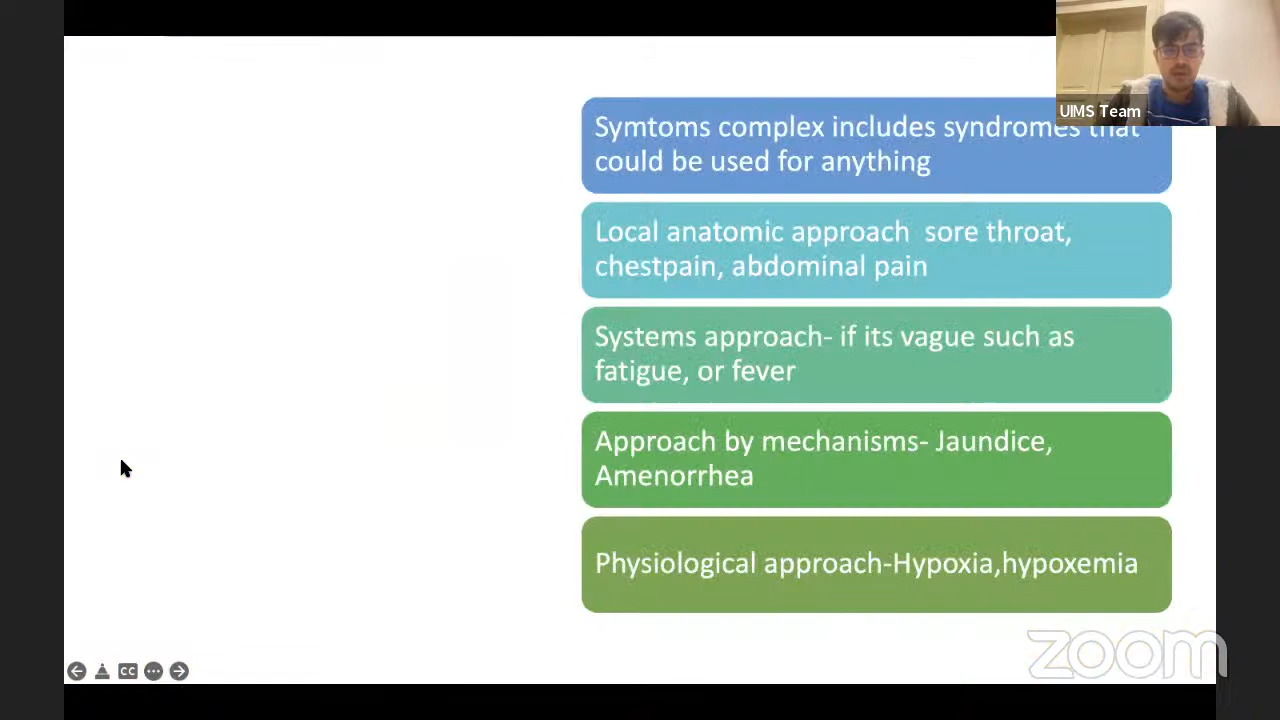 UIMS Team
Symtoms complex includes syndromes that
could be used for anything
Local anatomic approach sore throat,
chestpain, abdominal pain
Systems approach- if its vague such as
fatigue, or fever
Approach by mechanisms- Jaundice,
Amenorrhea
Physiological approach-Hypoxia,hypoxemia
CC
zoom